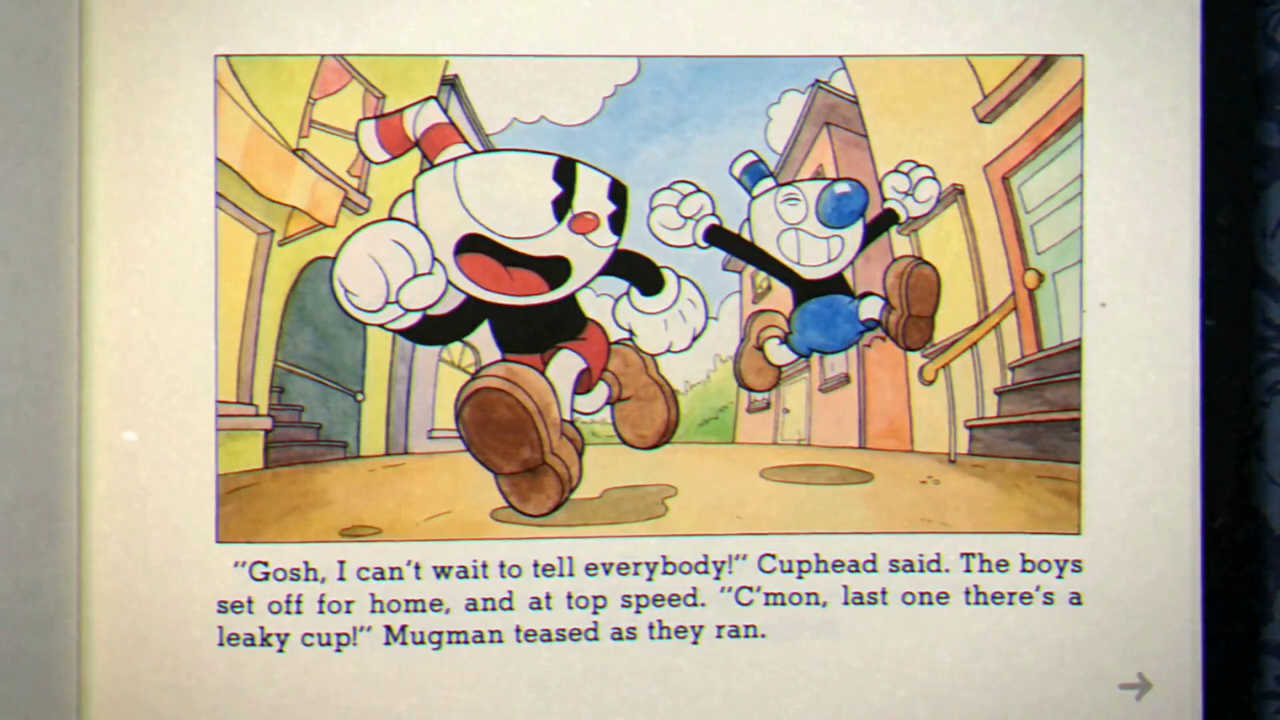 “Gosh, I can’t wait to tell everybody!” Cuphead said. The boys
set off for home, and at top speed. “C’mon, last one there’s a
leaky cup!” Mugman teased as they ran.